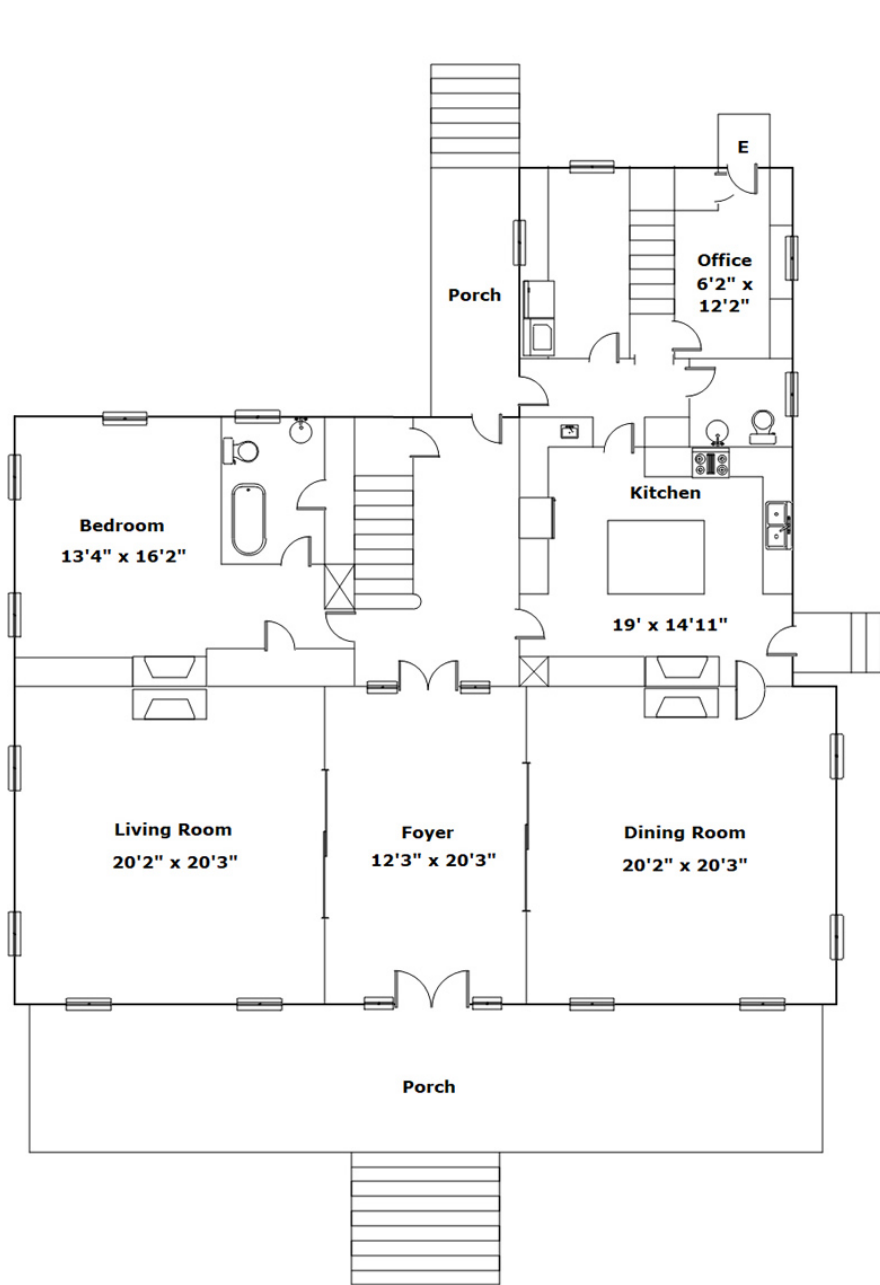 E
Office
6'2" x
12'2"
Porch
Kitchen
19' x 14'11"
Bedroom
13'4" x 16'2"
Living Room
20'2" x 20'3"
Foyer
12'3" x 20'3"
Dining Room
20'2" x 20'3"
Porch